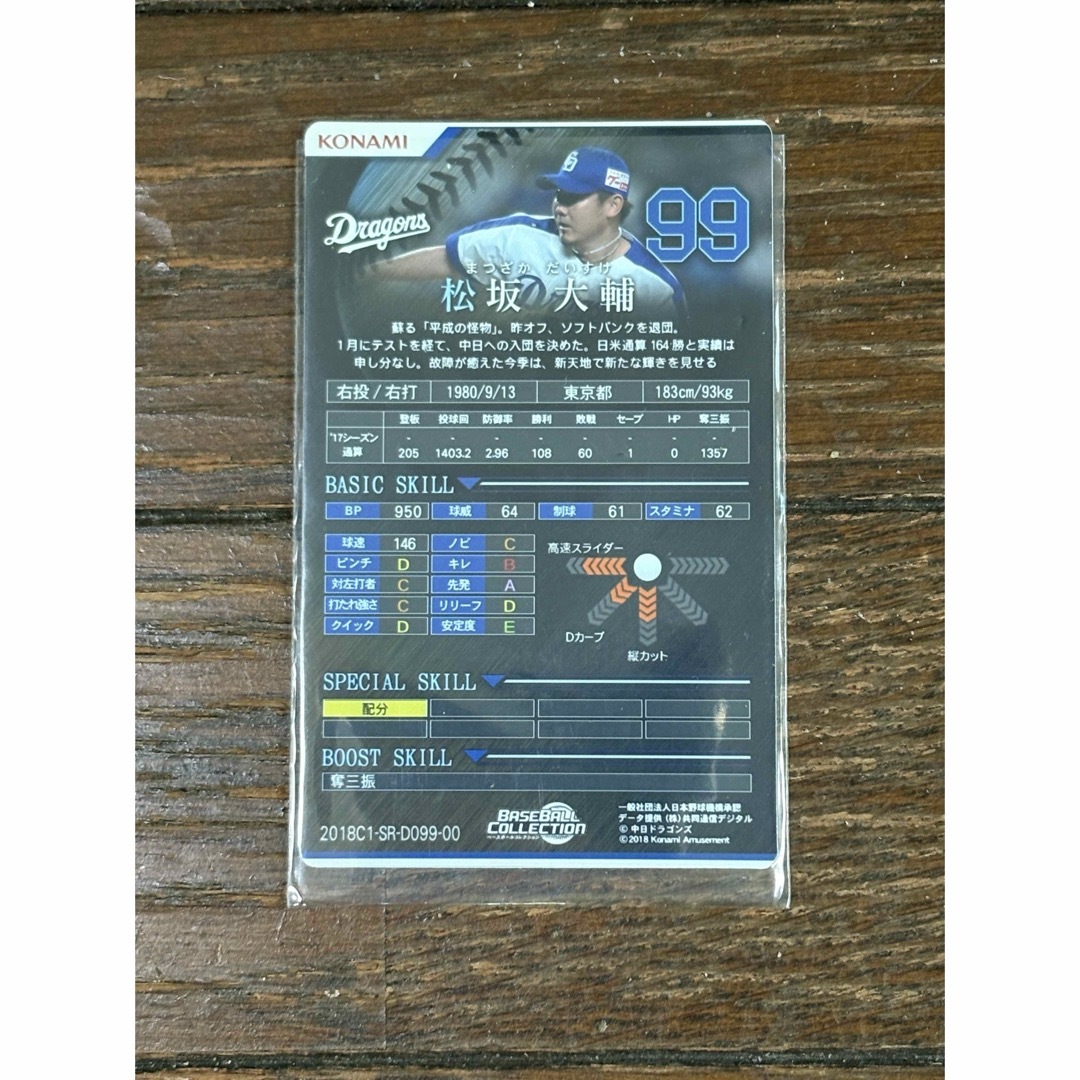 KONAMI
Dragons
99
まつざか だいすけ
松坂 大輔
蘇る「平成の怪物」。昨オフ、ソフトバンクを退団。
1月にテストを経て、中日への入団を決めた。日米通算164勝と実績は
申し分なし。故障が癒えた今季は、新天地で新たな輝きを見せる
右投/右打 1980/9/13 東京都 183cm/93kg
登板 投球回 防御率 勝利 敗戦 セーブ HP 奪三振
'17シーズン - - - - - - - -
通算 205 1403.2 2.96 108 60 1 0 1357
BASIC SKILL
BP 950 球威 64 制球 61 スタミナ 62
球速 146 ノビ C
ピンチ D キレ B
対左打者 C 先発 A
打たれ強さ C リリーフ D
クイック D 安定度 E
高速スライダー
Dカーブ
縦カット
SPECIAL SKILL
配分
BOOST SKILL
奪三振
2018C1-SR-D099-00
BASEBALL COLLECTION
ベースボールコレクション
一般社団法人日本野球機構承認
データ提供(株)共同通信デジタル
© 中日ドラゴンズ
©2018 Konami Amusement